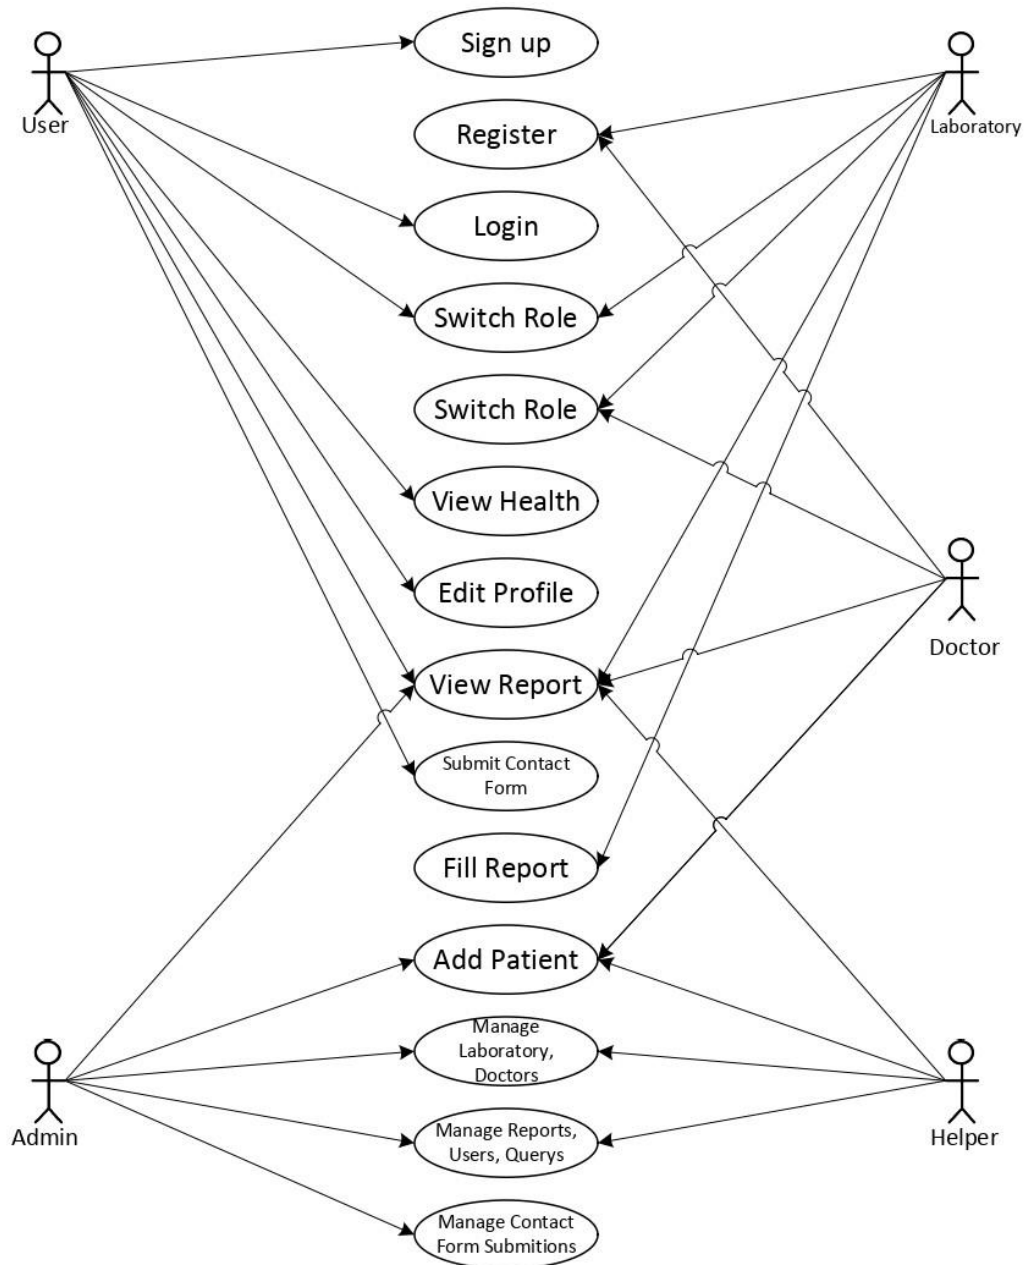 Sign up
User
Laboratory
Register
Login
Switch Role
Switch Role
View Health
Edit Profile
Doctor
View Report
Submit Contact
Form
Fill Report
Add Patient
Manage
Laboratory,
Doctors
Admin
Helper
Manage Reports,
Users, Querys
Manage Contact
Form Submitions